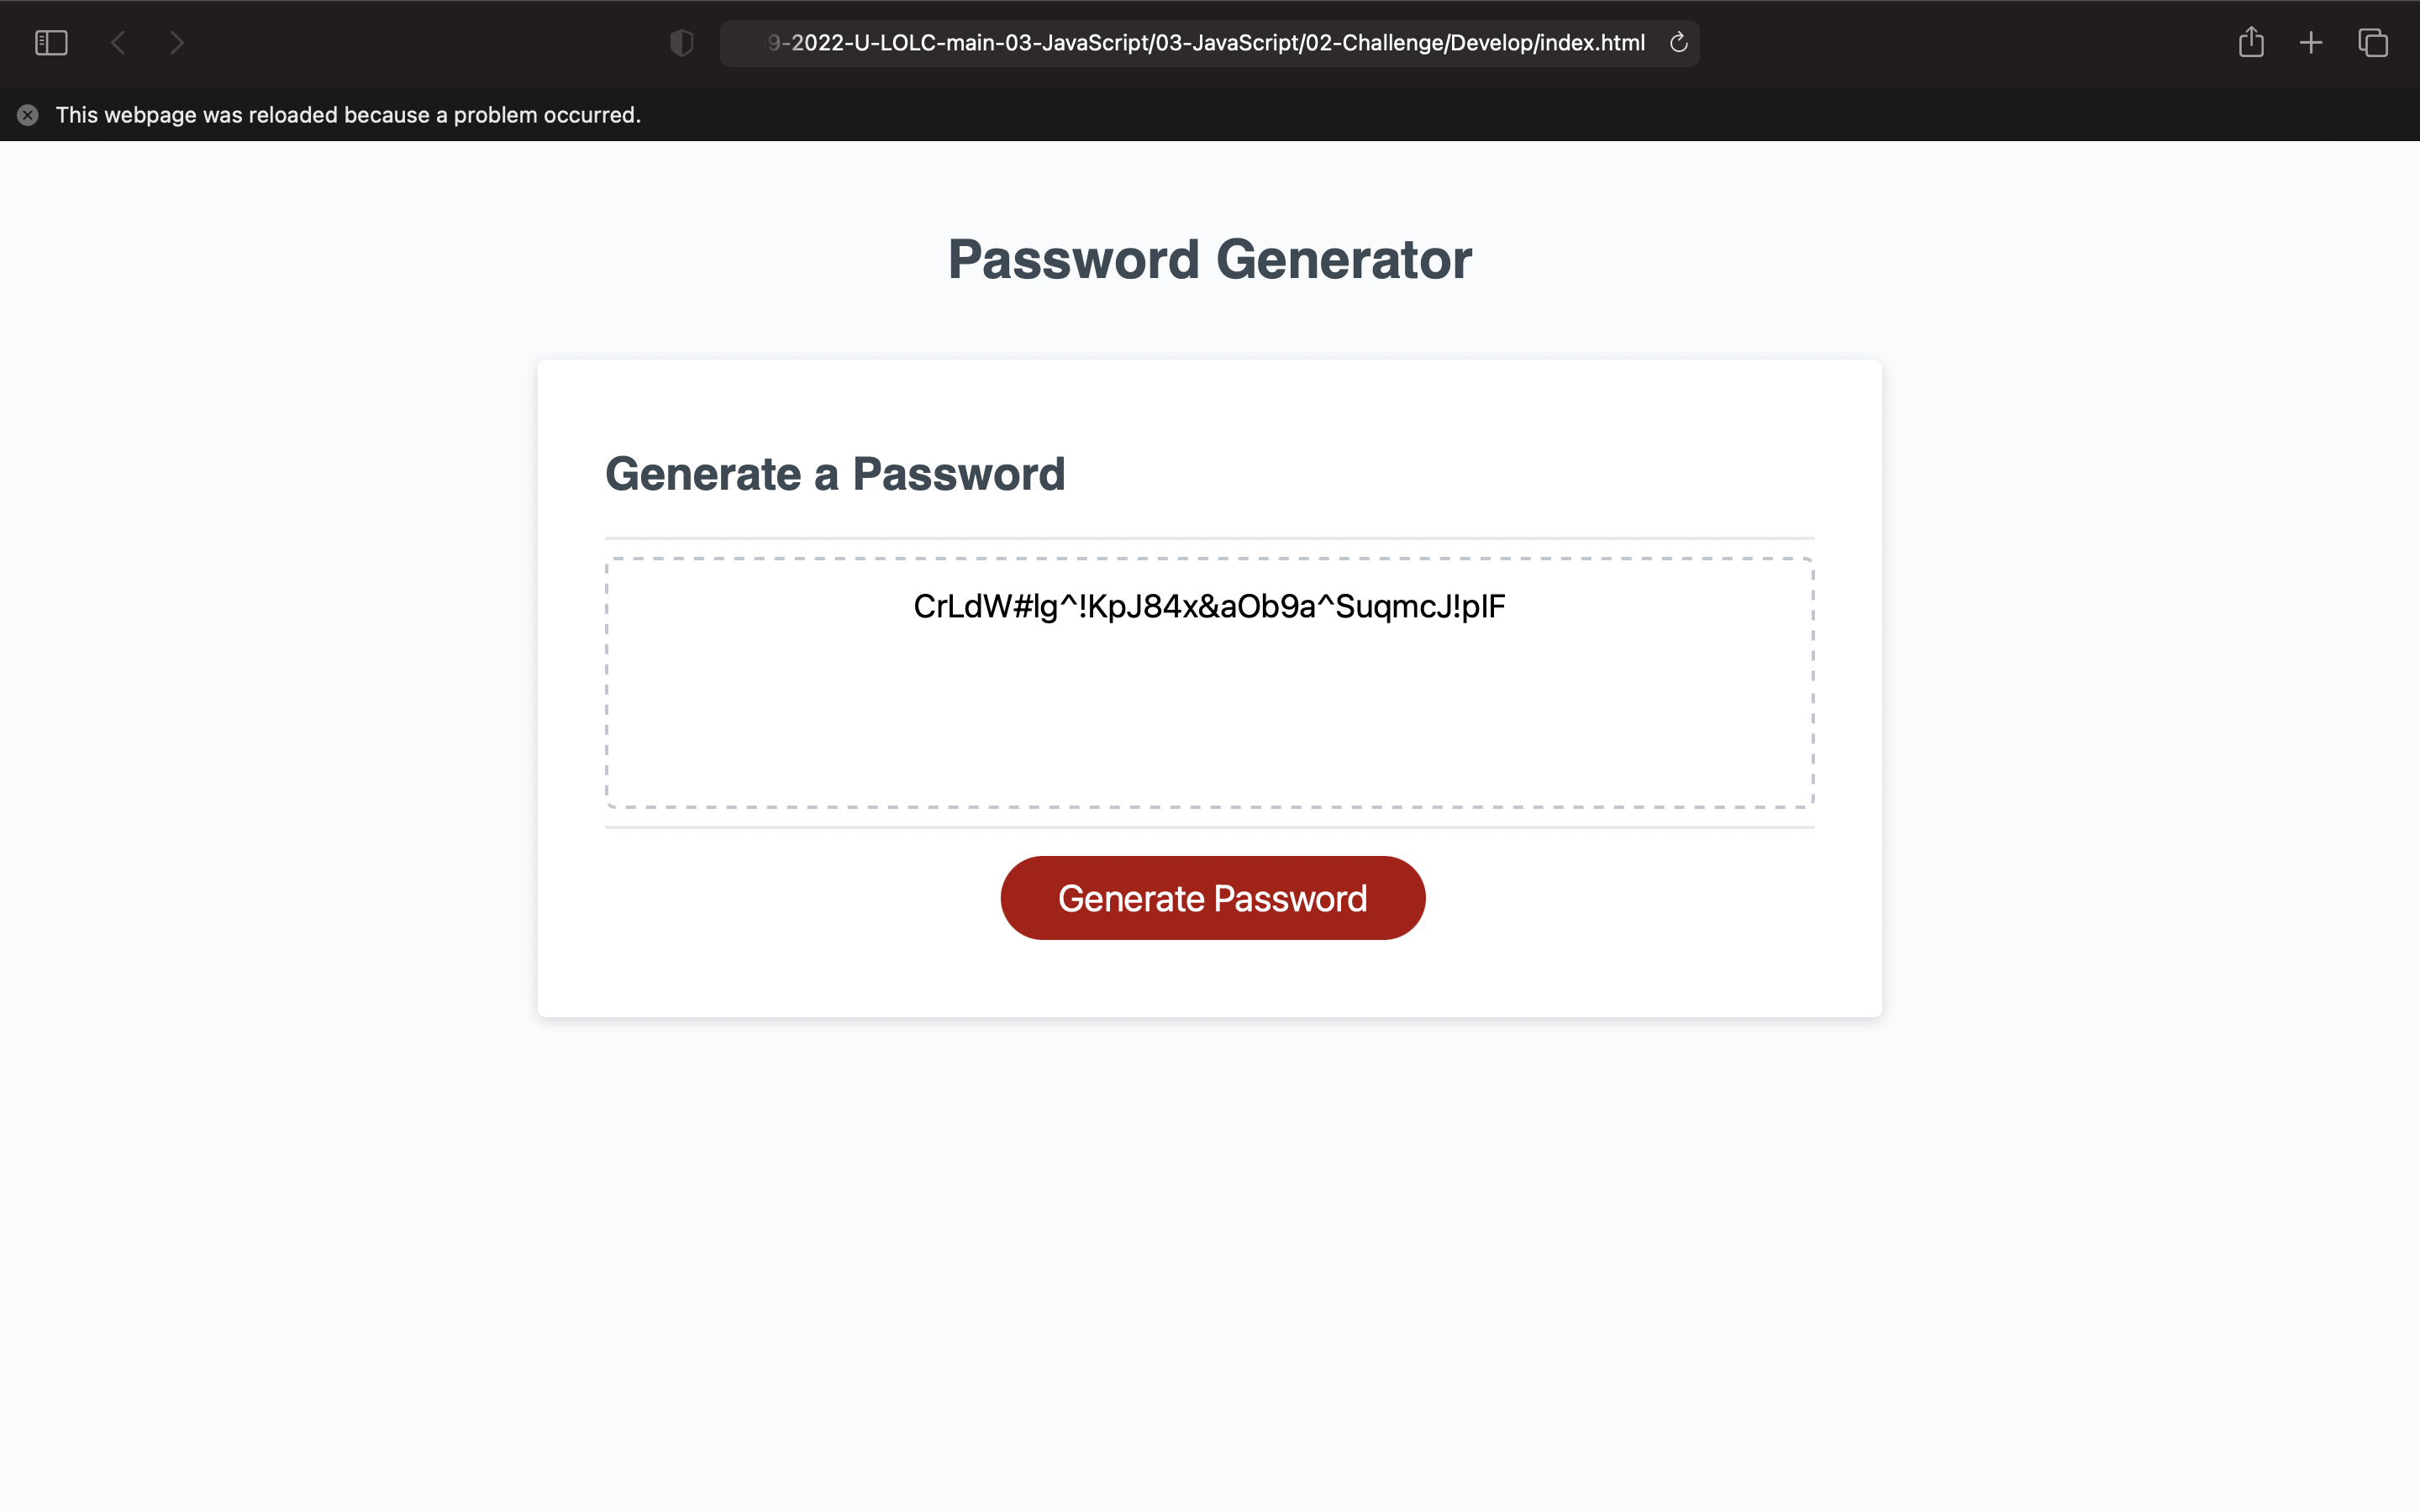 9-2022-U-LOLC-main-03-JavaScript/03-JavaScript/02-Challenge/Develop/index.html
This webpage was reloaded because a problem occurred.
Password Generator
Generate a Password
CrLdW#lg^!KpJ84x&aOb9a^SuqmcJ!pIF
Generate Password